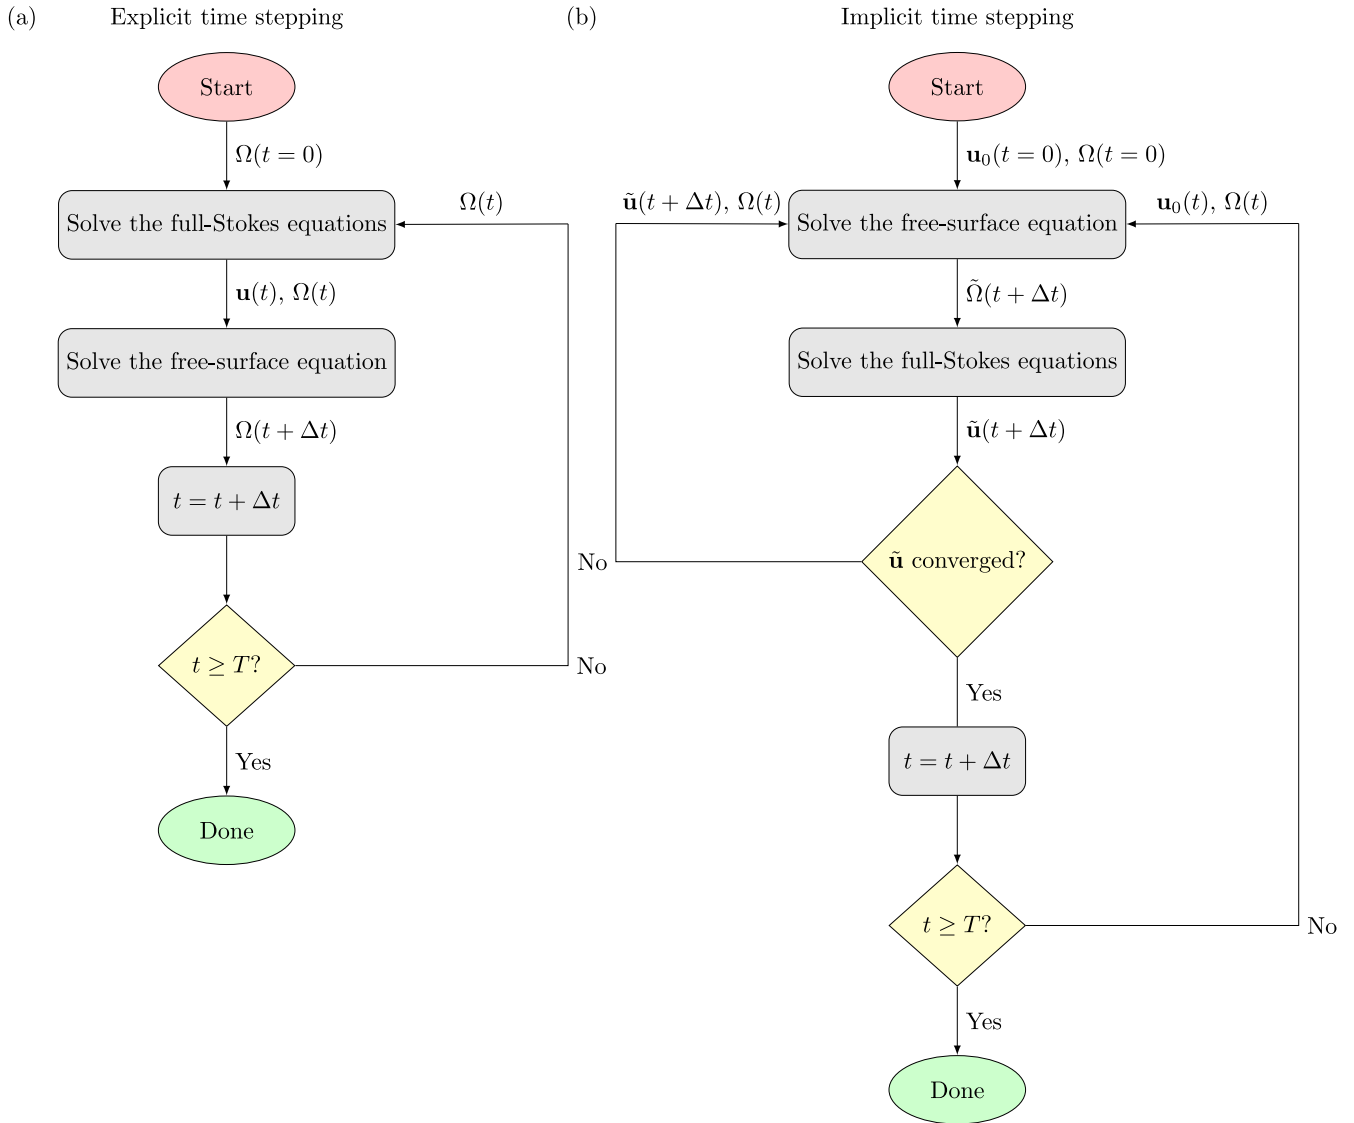 (a)
Explicit time stepping
Start
Ω(t = 0)
Solve the full-Stokes equations
Ω(t)
u(t), Ω(t)
Solve the free-surface equation
Ω(t + Δt)
t = t + Δt
t ≥ T?
No
Yes
Done
(b)
Implicit time stepping
Start
u₀(t = 0), Ω(t = 0)
ũ(t + Δt), Ω(t)
Solve the free-surface equation
u₀(t), Ω(t)
Ω̃(t + Δt)
Solve the full-Stokes equations
ũ(t + Δt)
No
ũ converged?
Yes
t = t + Δt
t ≥ T?
No
Yes
Done